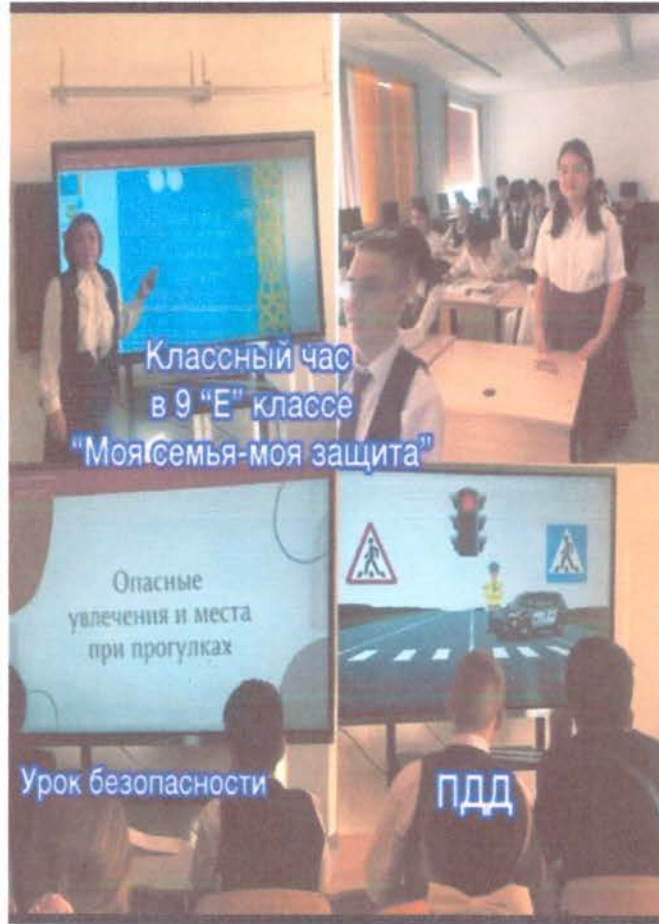 Классный час
в 9 “Е” классе
“Моя семья-моя защита”
Опасные
увлечения и места
при прогулках
Урок безопасности
ПДД